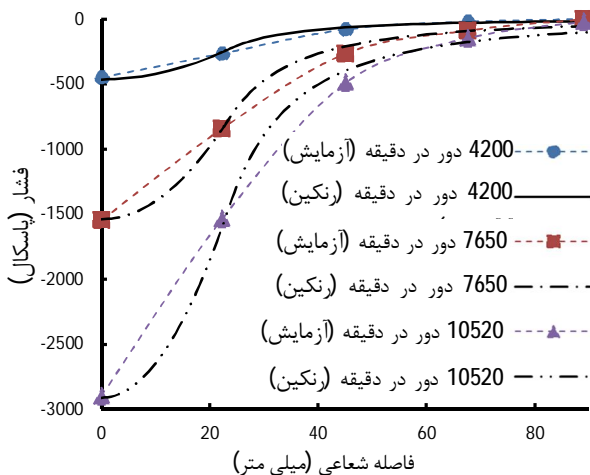 0
-500
-1000
-1500
-2000
-2500
-3000
فشار (پاسکال)
4200 دور در دقیقه (آزمایش)
4200 دور در دقیقه (رنکین)
7650 دور در دقیقه (آزمایش)
7650 دور در دقیقه (رنکین)
10520 دور در دقیقه (آزمایش)
10520 دور در دقیقه (رنکین)
0 20 40 60 80
فاصله شعاعی (میلی متر)